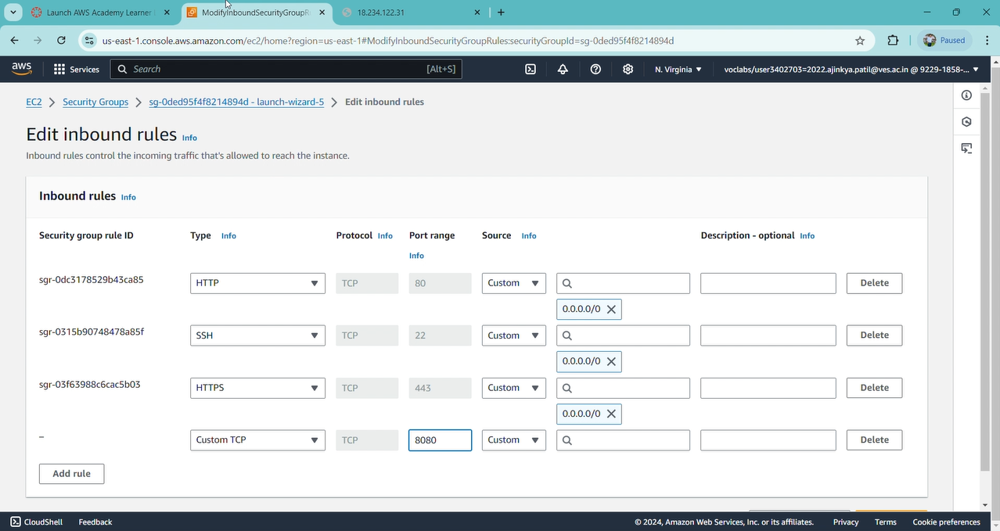 Launch AWS Academy Learner
ModifyInboundSecurityGroupRu
18.234.122.31
us-east-1.console.aws.amazon.com/ec2/home?region=us-east-1#ModifyInboundSecurityGroupRules:securityGroupId=sg-0ded95f4f8214894d
Paused
aws
Services
Search
[Alt+S]
N. Virginia
voclabs/user3402703=2022.ajinkya.patil@ves.ac.in @ 9229-1858-...
EC2 > Security Groups > sg-0ded95f4f8214894d - launch-wizard-5 > Edit inbound rules
Edit inbound rules Info
Inbound rules control the incoming traffic that's allowed to reach the instance.
Inbound rules Info
Security group rule ID Type Info Protocol Info Port range Source Info Description - optional Info
Info
sgr-0dc3178529b43ca85 HTTP TCP 80 Custom Delete
0.0.0.0/0
sgr-0315b90748478a85f SSH TCP 22 Custom Delete
0.0.0.0/0
sgr-03f63988c6cac5b03 HTTPS TCP 443 Custom Delete
0.0.0.0/0
– Custom TCP TCP 8080 Custom Delete
Add rule
CloudShell Feedback © 2024, Amazon Web Services, Inc. or its affiliates. Privacy Terms Cookie preferences